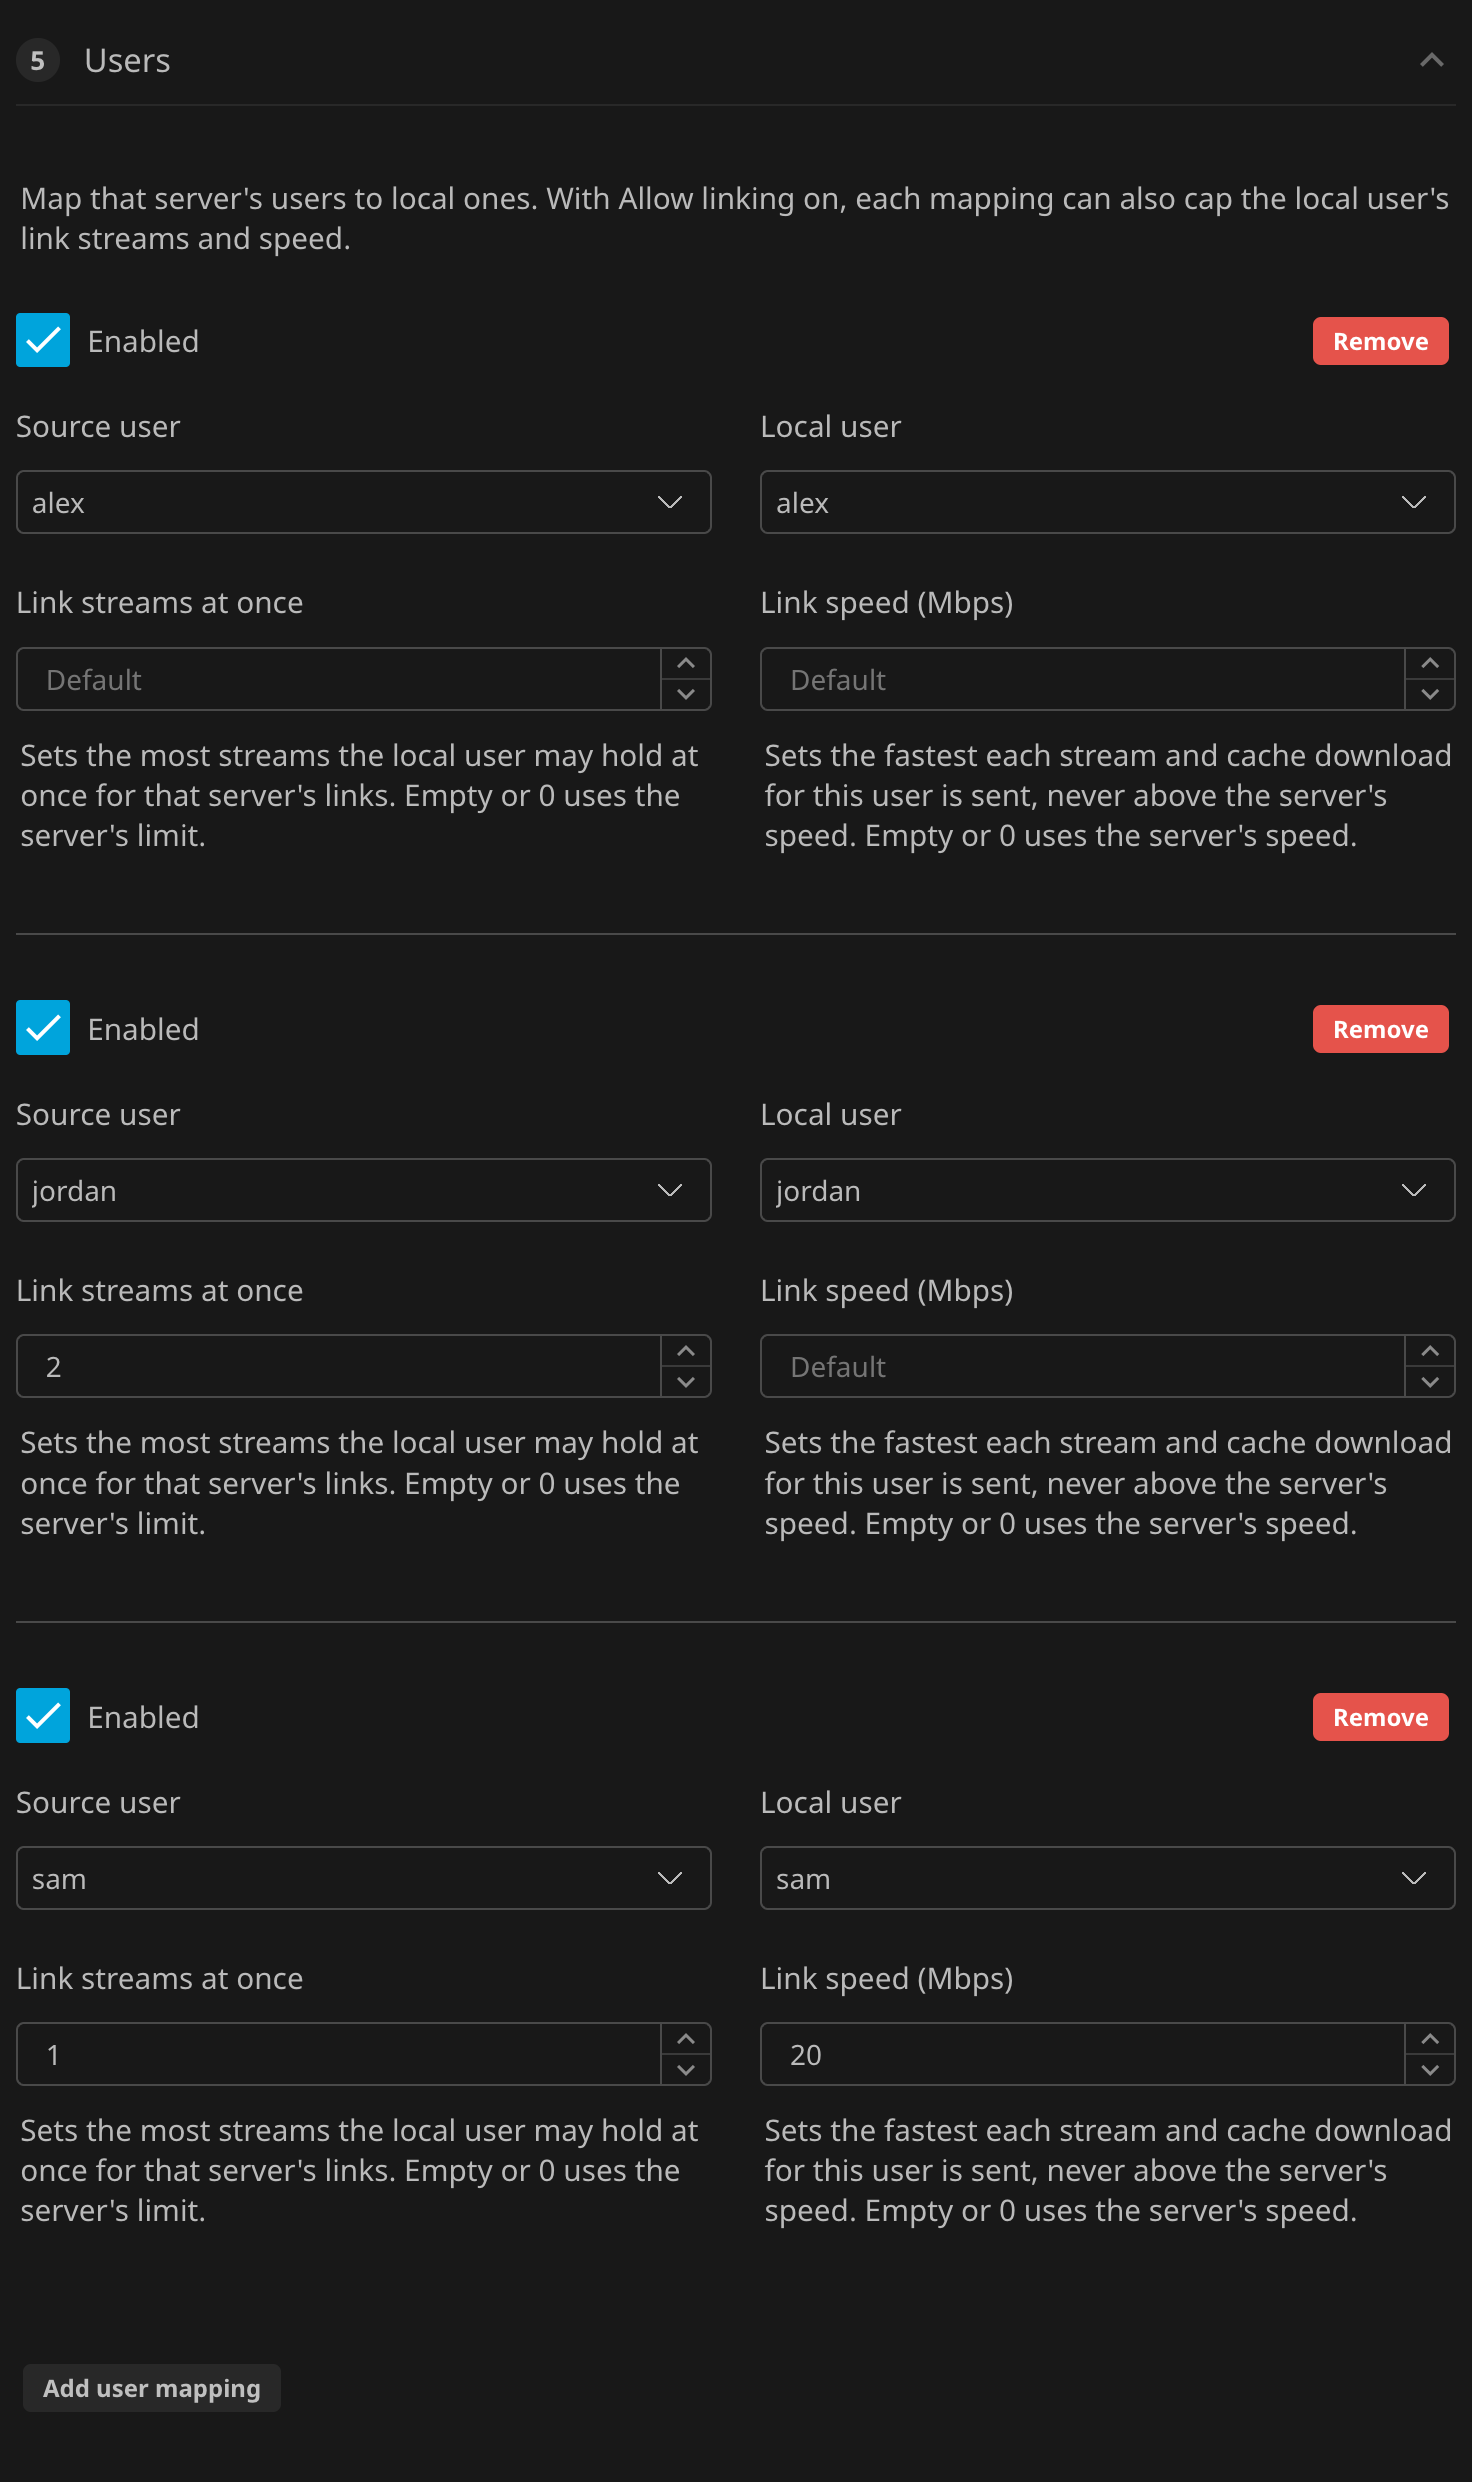 5 Users
Map that server's users to local ones. With Allow linking on, each mapping can also cap the local user's
link streams and speed.
Enabled Remove
Source user Local user
alex alex
Link streams at once Link speed (Mbps)
Default Default
Sets the most streams the local user may hold at
once for that server's links. Empty or 0 uses the
server's limit.
Sets the fastest each stream and cache download
for this user is sent, never above the server's
speed. Empty or 0 uses the server's speed.
Enabled Remove
Source user Local user
jordan jordan
Link streams at once Link speed (Mbps)
2 Default
Sets the most streams the local user may hold at
once for that server's links. Empty or 0 uses the
server's limit.
Sets the fastest each stream and cache download
for this user is sent, never above the server's
speed. Empty or 0 uses the server's speed.
Enabled Remove
Source user Local user
sam sam
Link streams at once Link speed (Mbps)
1 20
Sets the most streams the local user may hold at
once for that server's links. Empty or 0 uses the
server's limit.
Sets the fastest each stream and cache download
for this user is sent, never above the server's
speed. Empty or 0 uses the server's speed.
Add user mapping